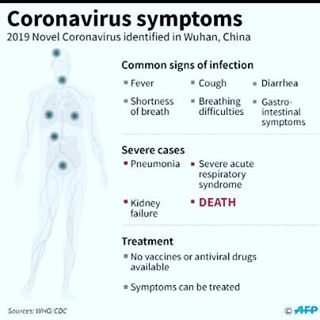 Coronavirus symptoms
2019 Novel Coronavirus identified in Wuhan, China
Common signs of infection
Fever
Cough
Diarrhea
Shortness
of breath
Breathing
difficulties
Gastro-
intestinal
symptoms
Severe cases
Pneumonia
Severe acute
respiratory
syndrome
Kidney
failure
DEATH
Treatment
No vaccines or antiviral drugs
available
Symptoms can be treated
Sources: WHO/CDC
© AFP